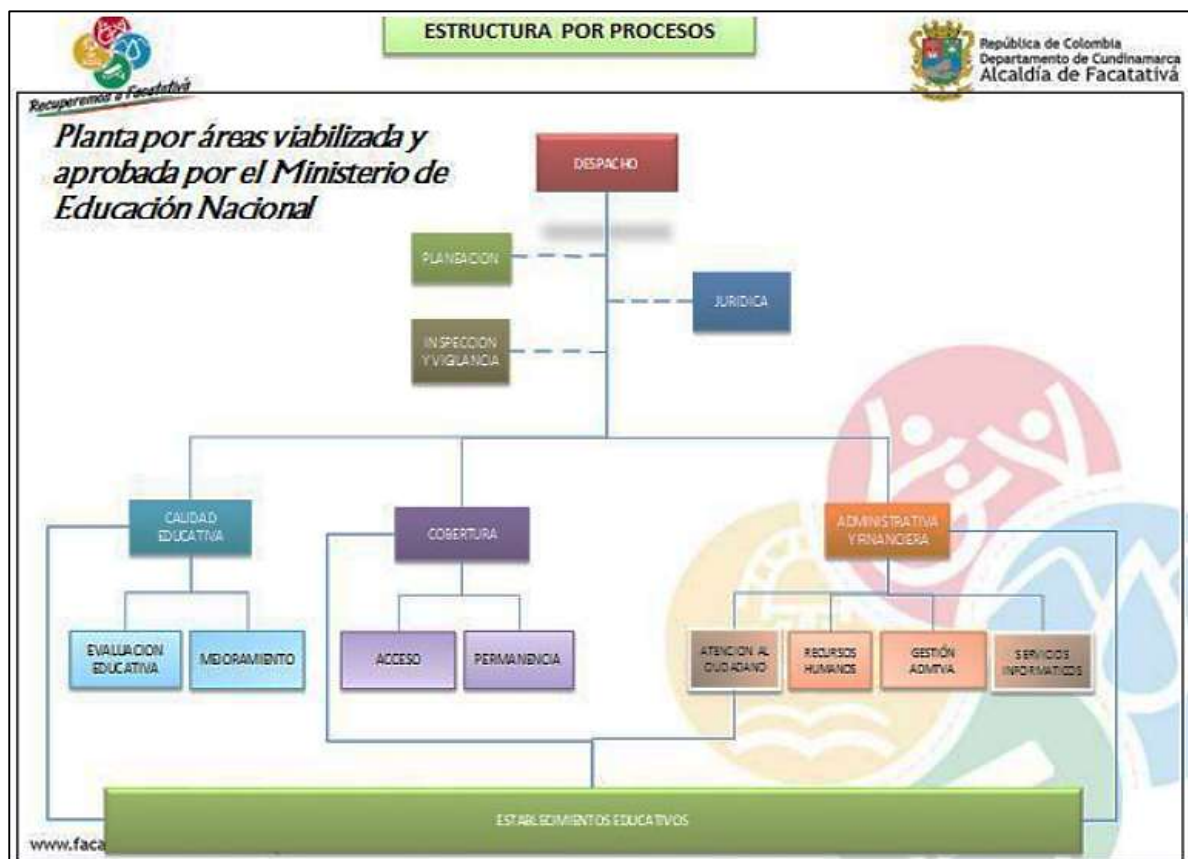 ESTRUCTURA POR PROCESOS
Recuperemos a Facatativá
República de Colombia
Departamento de Cundinamarca
Alcaldía de Facatativá
Planta por áreas viabilizada y
aprobada por el Ministerio de
Educación Nacional
DESPACHO
PLANEACION
JURIDICA
INSPECCION
Y VIGILANCIA
CALIDAD
EDUCATIVA
COBERTURA
ADMINISTRATIVA
Y FINANCIERA
EVALUACION
EDUCATIVA
MEJORAMIENTO
ACCESO
PERMANENCIA
ATENCION AL
CIUDADANO
RECURSOS
HUMANOS
GESTIÓN
ADMTIVA
SERVICIOS
INFORMATICOS
ESTABLECIMIENTOS EDUCATIVOS
www.faca